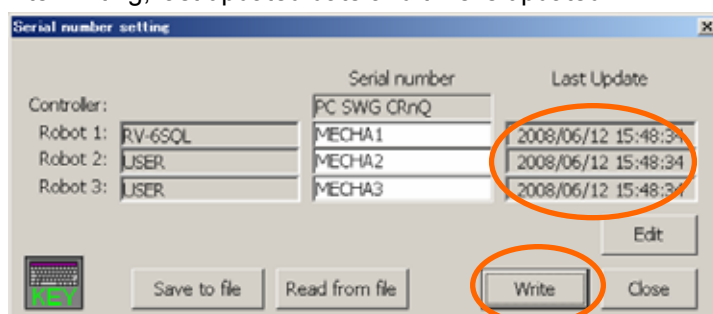 Serial number setting
Serial number Last Update
Controller: PC SWG CRnQ
Robot 1: RV-6SQL MECHA1 2008/06/12 15:48:34
Robot 2: USER MECHA2 2008/06/12 15:48:34
Robot 3: USER MECHA3 2008/06/12 15:48:34
Edit
KEY Save to file Read from file Write Close